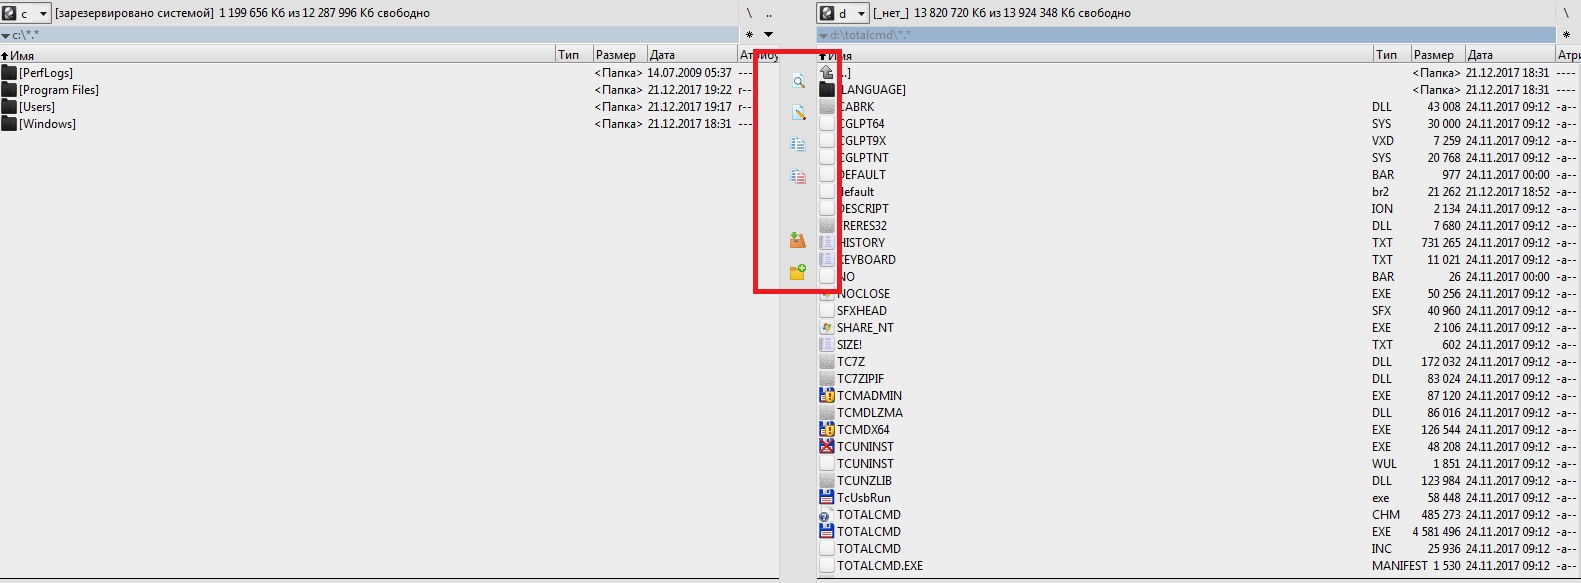 c [зарезервировано системой] 1 199 656 Кб из 12 287 996 Кб свободно \ ..
c:\*.* *
Имя Тип Размер Дата Атрибу
[PerfLogs] <Папка> 14.07.2009 05:37 ---
[Program Files] <Папка> 21.12.2017 19:22 r--
[Users] <Папка> 21.12.2017 19:17 r--
[Windows] <Папка> 21.12.2017 18:31 ---
d [_нет_] 13 820 720 Кб из 13 924 348 Кб свободно \
d:\totalcmd\*.* *
Имя Тип Размер Дата Атри
..] <Папка> 21.12.2017 18:31 ----
LANGUAGE] <Папка> 21.12.2017 18:31 ----
CABRK DLL 43 008 24.11.2017 09:12 -a--
CGLPT64 SYS 30 000 24.11.2017 09:12 -a--
CGLPT9X VXD 7 259 24.11.2017 09:12 -a--
CGLPTNT SYS 20 768 24.11.2017 09:12 -a--
DEFAULT BAR 977 24.11.2017 00:00 -a--
default br2 21 262 21.12.2017 18:52 -a--
DESCRIPT ION 2 134 24.11.2017 09:12 -a--
FRERES32 DLL 7 680 24.11.2017 09:12 -a--
HISTORY TXT 731 265 24.11.2017 09:12 -a--
KEYBOARD TXT 11 021 24.11.2017 09:12 -a--
NO BAR 26 24.11.2017 00:00 -a--
NOCLOSE EXE 50 256 24.11.2017 09:12 -a--
SFXHEAD SFX 40 960 24.11.2017 09:12 -a--
SHARE_NT EXE 2 106 24.11.2017 09:12 -a--
SIZE! TXT 602 24.11.2017 09:12 -a--
TC7Z DLL 172 032 24.11.2017 09:12 -a--
TC7ZIPIF DLL 83 024 24.11.2017 09:12 -a--
TCMADMIN EXE 87 120 24.11.2017 09:12 -a--
TCMDLZMA DLL 86 016 24.11.2017 09:12 -a--
TCMDX64 EXE 126 544 24.11.2017 09:12 -a--
TCUNINST EXE 48 208 24.11.2017 09:12 -a--
TCUNINST WUL 1 851 24.11.2017 09:12 -a--
TCUNZLIB DLL 123 984 24.11.2017 09:12 -a--
TcUsbRun exe 58 448 24.11.2017 09:12 -a--
TOTALCMD CHM 485 273 24.11.2017 09:12 -a--
TOTALCMD EXE 4 581 496 24.11.2017 09:12 -a--
TOTALCMD INC 25 936 24.11.2017 09:12 -a--
TOTALCMD.EXE MANIFEST 1 530 24.11.2017 09:12 -a--